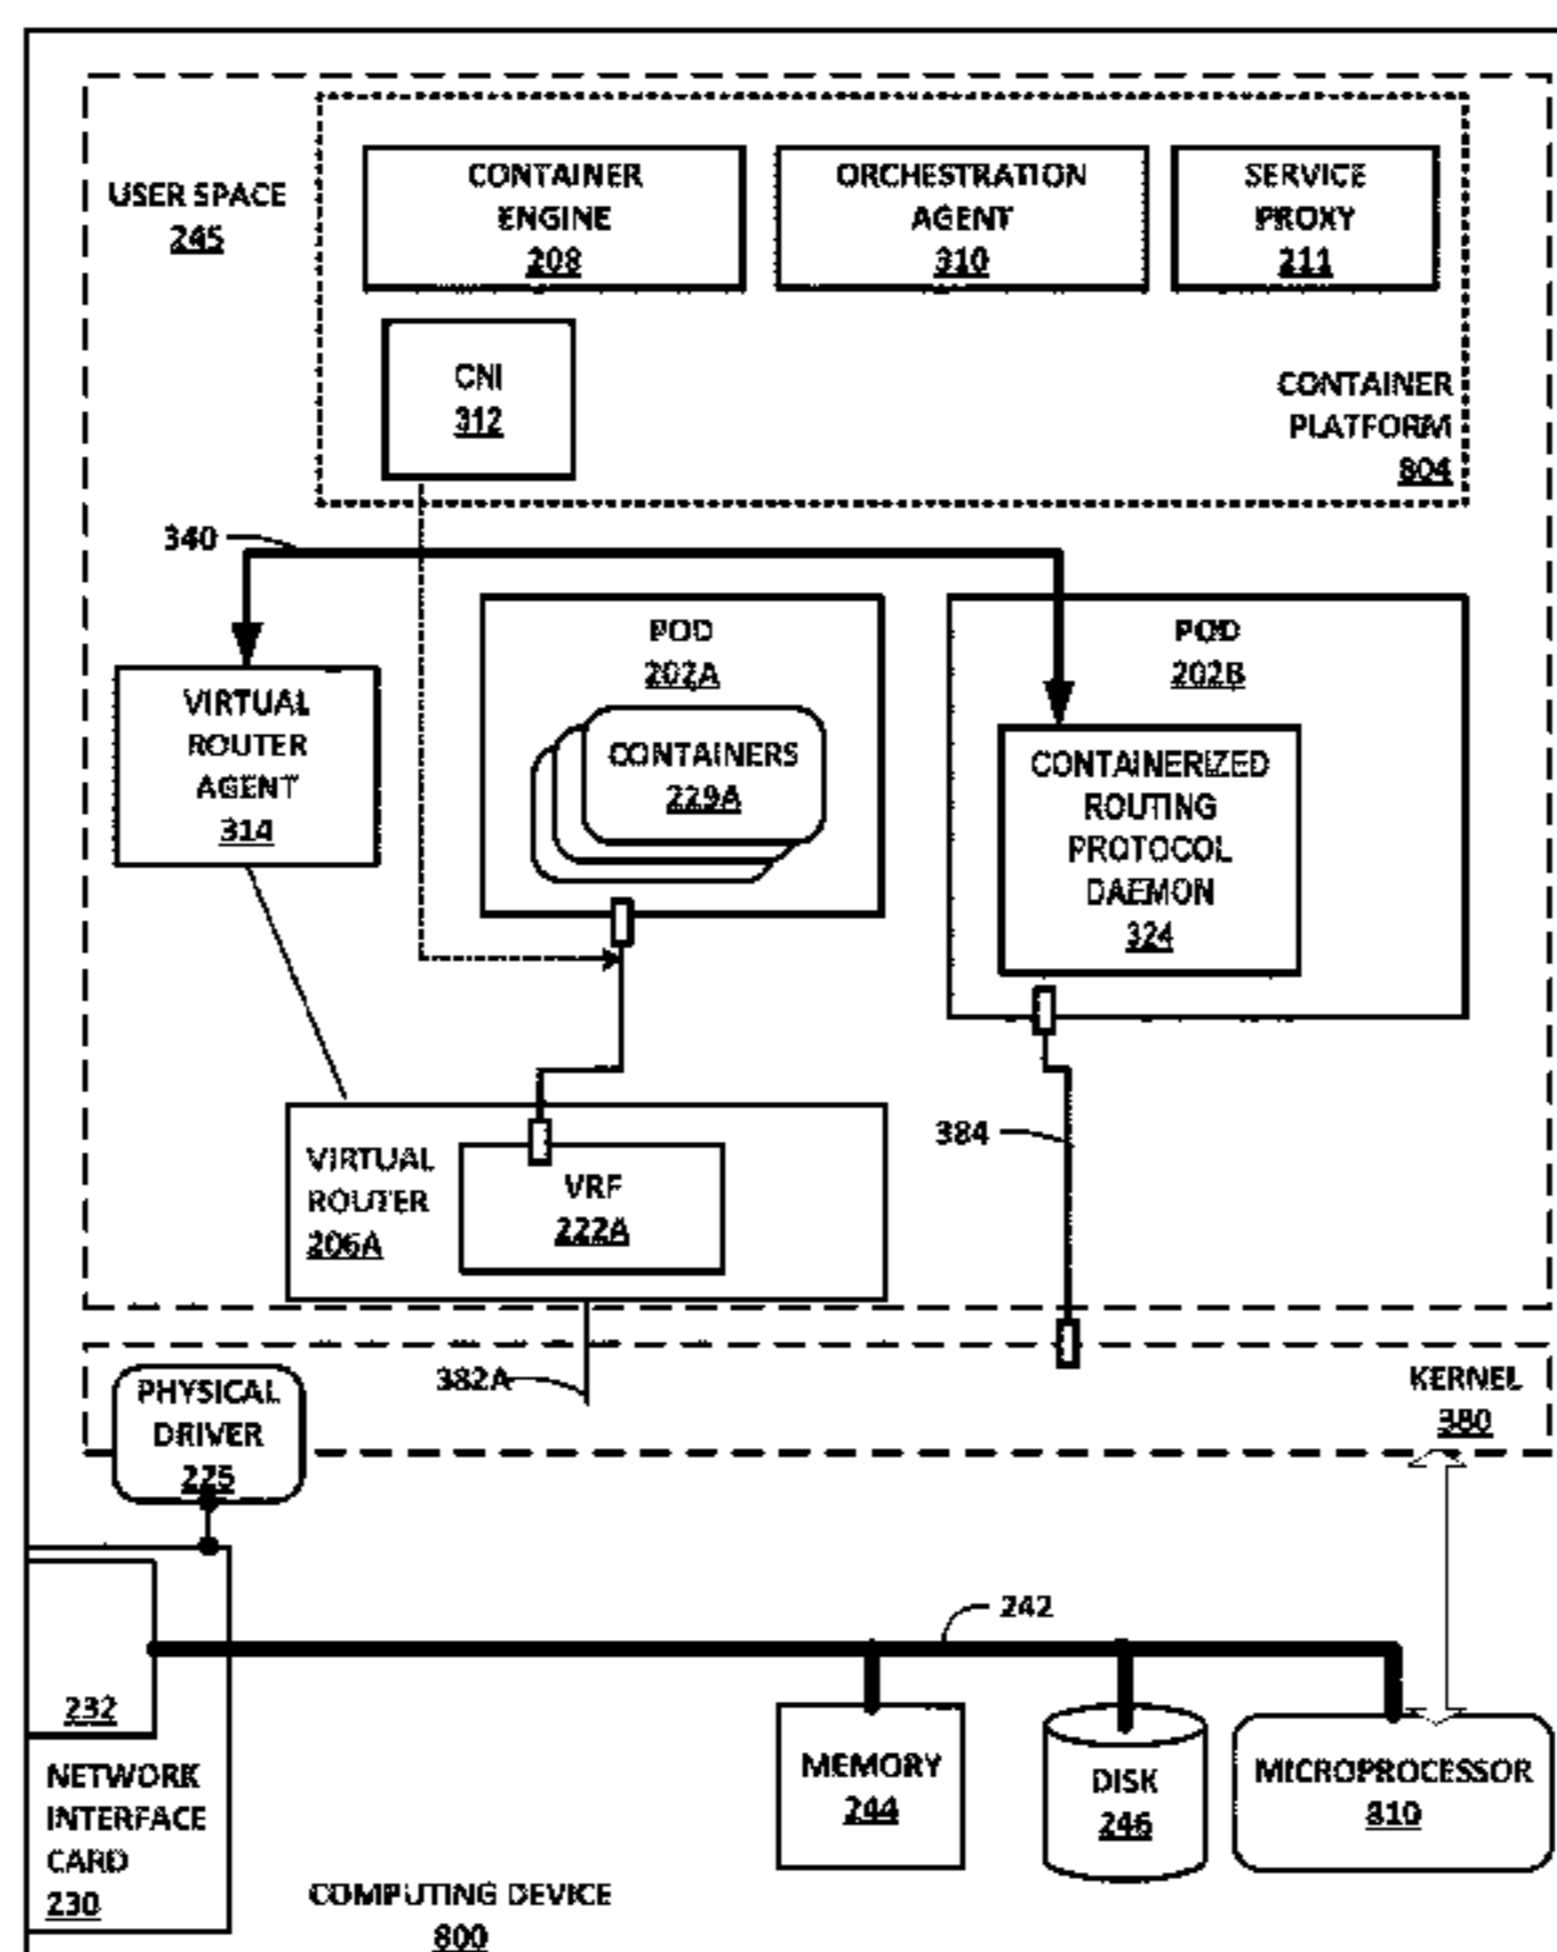 USER SPACE
245
CONTAINER
ENGINE
208
ORCHESTRATION
AGENT
310
SERVICE
PROXY
211
CNI
312
CONTAINER
PLATFORM
804
340
VIRTUAL
ROUTER
AGENT
314
POD
202A
CONTAINERS
229A
POD
202B
CONTAINERIZED
ROUTING
PROTOCOL
DAEMON
324
384
VIRTUAL
ROUTER
206A
VRF
222A
382A
PHYSICAL
DRIVER
225
KERNEL
380
242
232
NETWORK
INTERFACE
CARD
230
MEMORY
244
DISK
246
MICROPROCESSOR
810
COMPUTING DEVICE
800